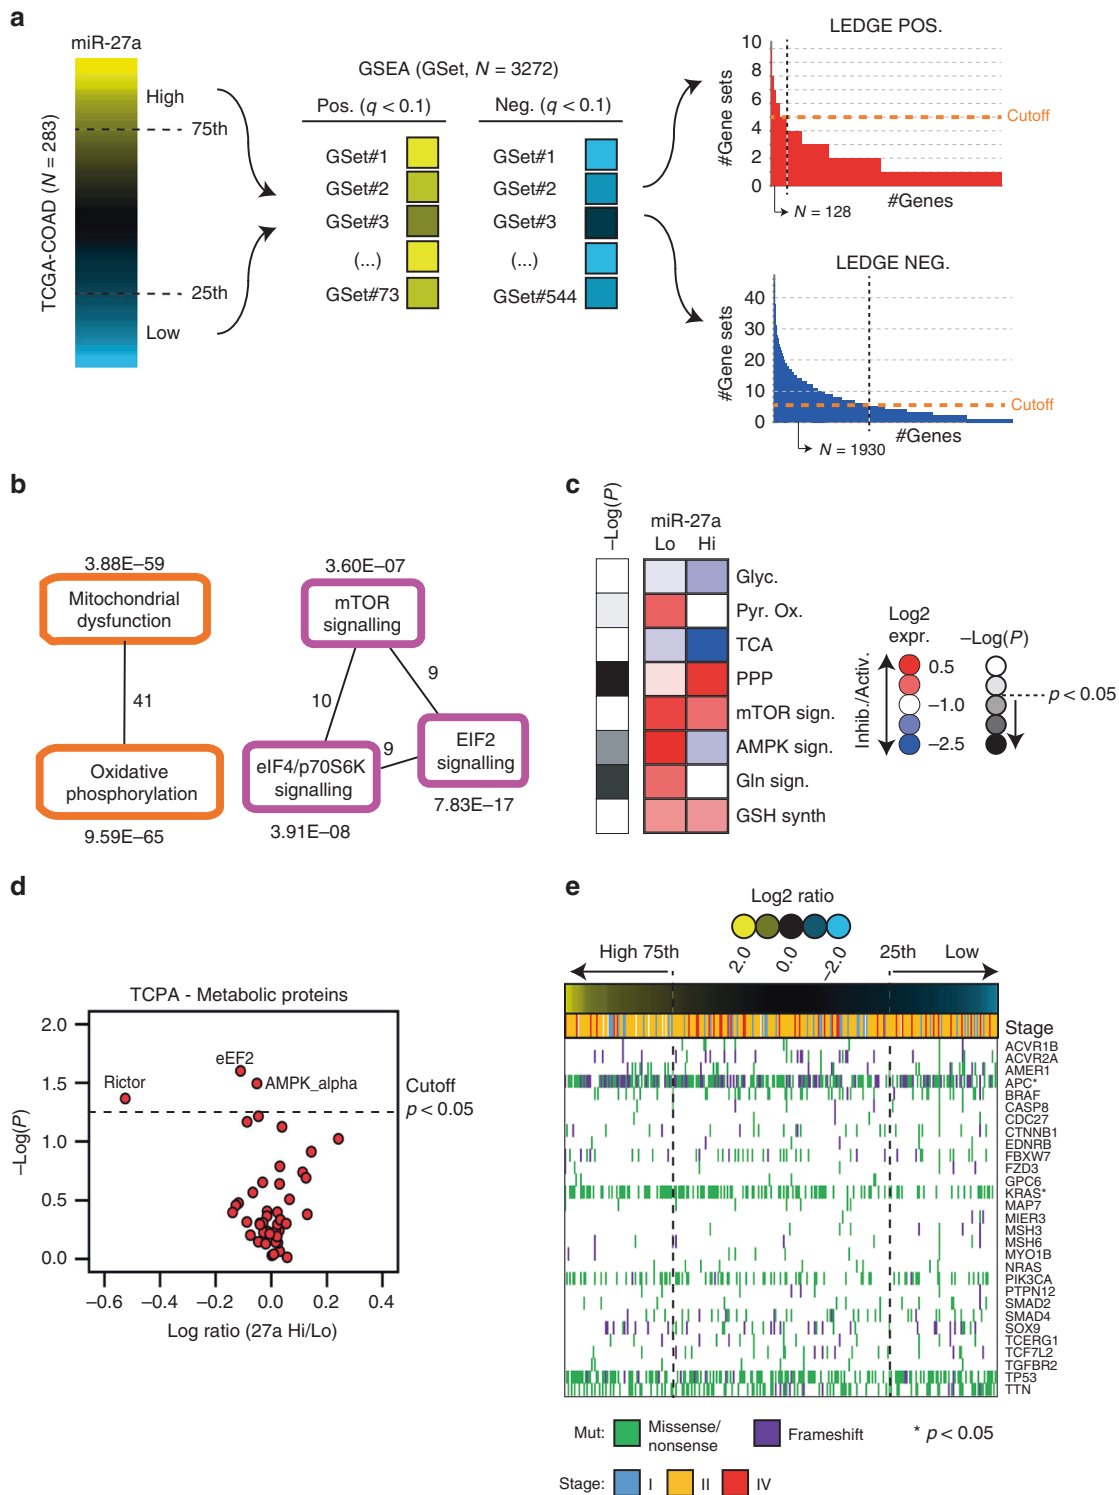 a
miR-27a
TCGA-COAD (N = 283)
High
75th
25th
Low
GSEA (GSet, N = 3272)
Pos. (q < 0.1)
Neg. (q < 0.1)
GSet#1
GSet#2
GSet#3
(...)
GSet#73
GSet#1
GSet#2
GSet#3
(...)
GSet#544
LEDGE POS.
#Gene sets
10
8
6
4
2
0
Cutoff
#Genes
N = 128
LEDGE NEG.
#Gene sets
40
30
20
10
0
Cutoff
#Genes
N = 1930
b
3.88E–59
Mitochondrial
dysfunction
41
Oxidative
phosphorylation
9.59E–65
3.60E–07
mTOR
signalling
10
9
9
eIF4/p70S6K
signalling
3.91E–08
EIF2
signalling
7.83E–17
c
–Log(P)
miR-27a
Lo
Hi
Glyc.
Pyr. Ox.
TCA
PPP
mTOR sign.
AMPK sign.
Gln sign.
GSH synth
Inhib./Activ.
Log2
expr.
0.5
–1.0
–2.5
–Log(P)
p < 0.05
d
TCPA - Metabolic proteins
–Log(P)
2.0
1.5
1.0
0.5
0.0
Rictor
eEF2
AMPK_alpha
Cutoff
p < 0.05
–0.6
–0.4
–0.2
0.0
0.2
0.4
Log ratio (27a Hi/Lo)
e
Log2 ratio
2.0
0.0
–2.0
High 75th
25th
Low
Stage
ACVR1B
ACVR2A
AMER1
APC*
BRAF
CASP8
CDC27
CTNNB1
EDNRB
FBXW7
FZD3
GPC6
KRAS*
MAP7
MIER3
MSH3
MSH6
MYO1B
NRAS
PIK3CA
PTPN12
SMAD2
SMAD4
SOX9
TCERG1
TCF7L2
TGFBR2
TP53
TTN
Mut:
Missense/
nonsense
Frameshift
* p < 0.05
Stage:
I
II
IV